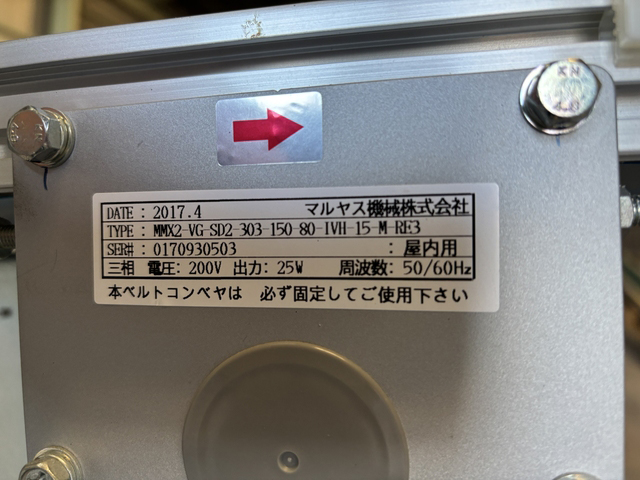 DATE : 2017.4 マルヤス機械株式会社
TYPE : MMX2-VG-SD2-303-150-80-IVH-15-M-RE3
SER# : 0170930503 : 屋内用
三相 電圧: 200V 出力: 25W 周波数: 50/60Hz
本ベルトコンベヤは 必ず固定してご使用下さい